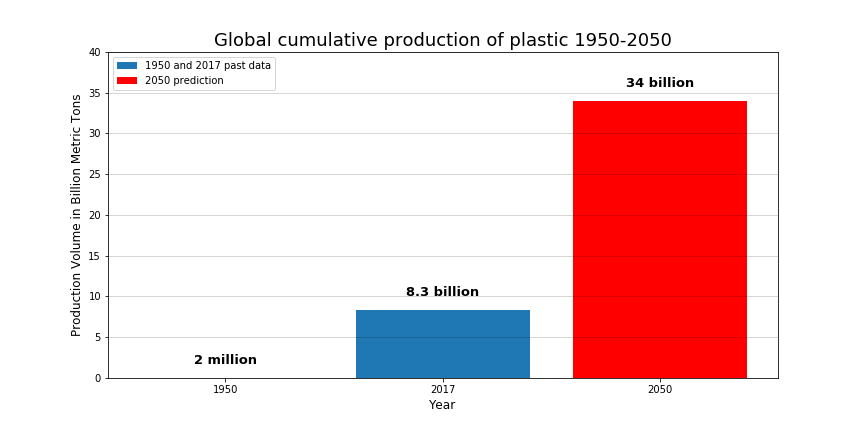 Global cumulative production of plastic 1950-2050
Production Volume in Billion Metric Tons
40
35
30
25
20
15
10
5
0
1950 and 2017 past data
2050 prediction
2 million
8.3 billion
34 billion
1950
2017
2050
Year